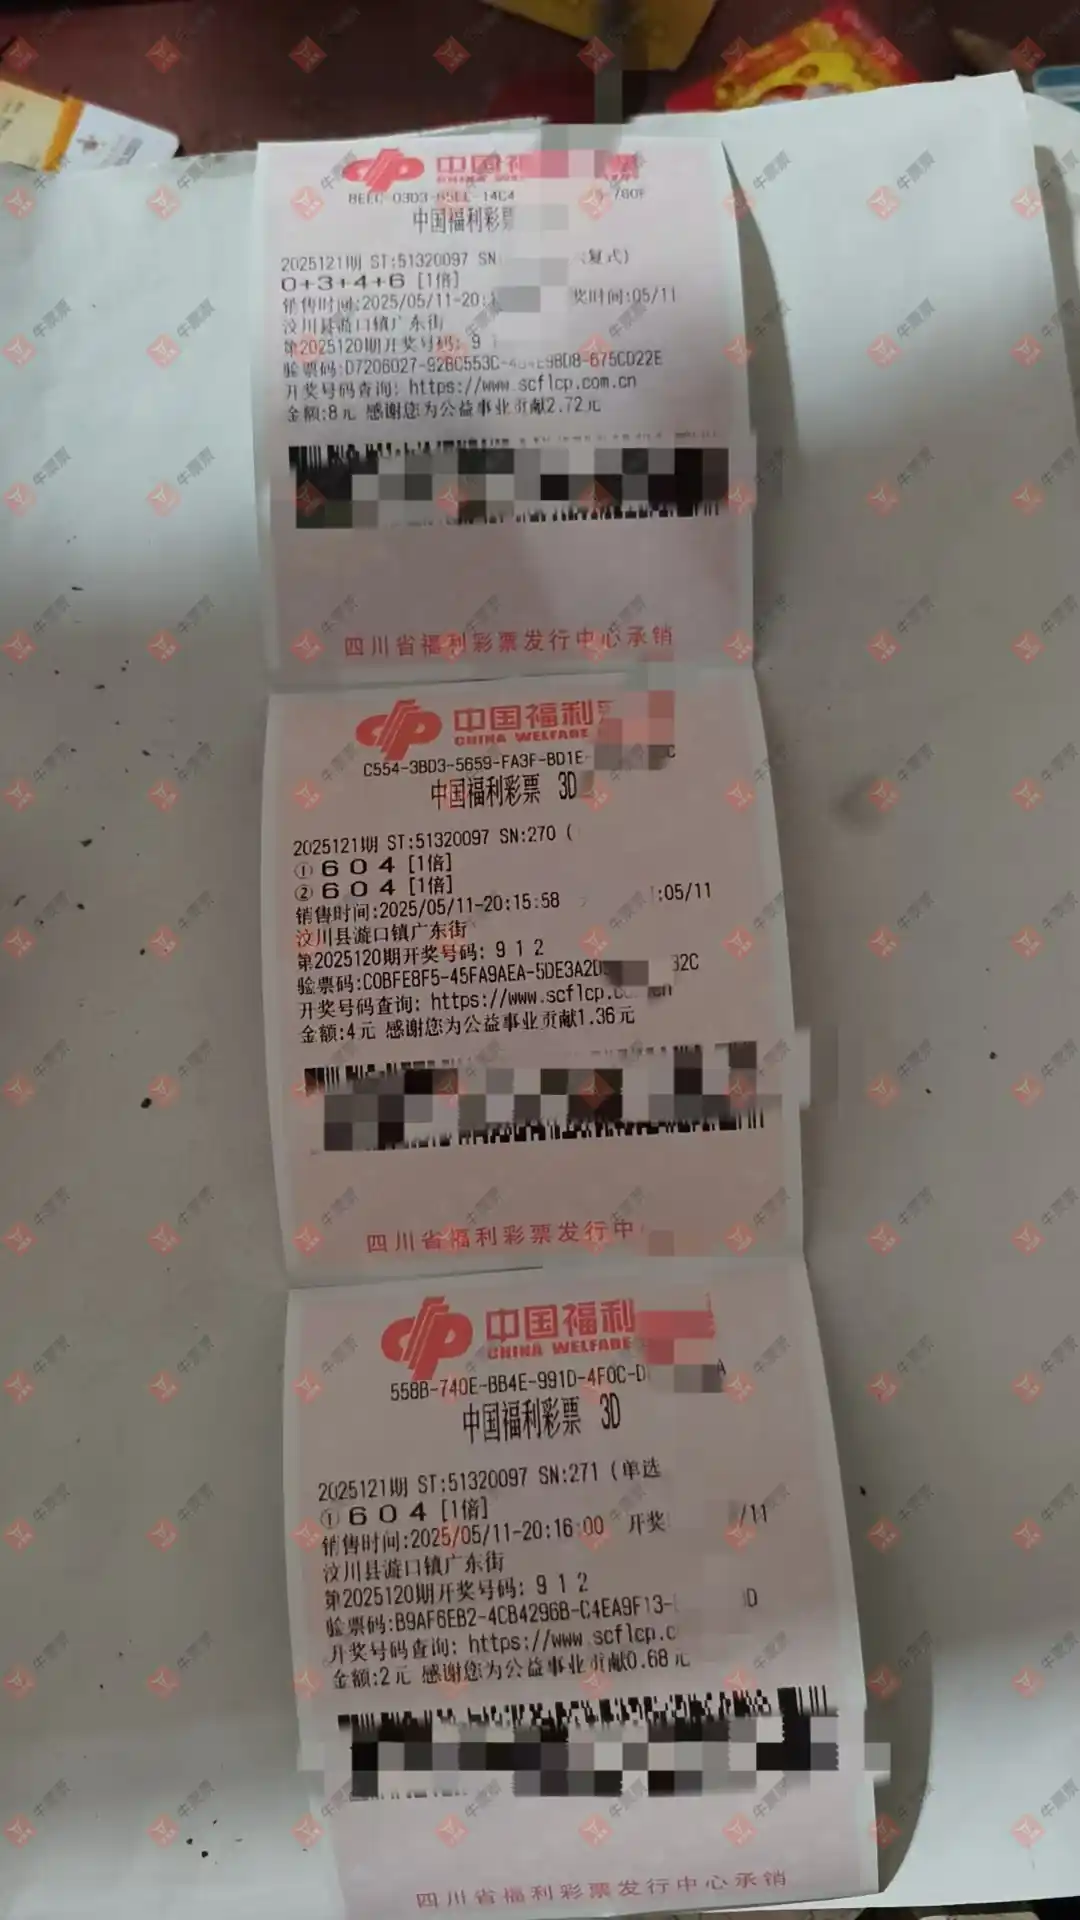 中国福
CHINA WEL
8EEC-03D3-65EE-14C4
中国福利彩票
2025121期 ST:51320097 SN
复式)
0+3+4+6 [1倍]
销售时间:2025/05/11-20:1 奖时间:05/11
汶川县漩口镇广东街
第2025120期开奖号码: 9
开奖号码查询: https://www.scflcp.com.cn
金额:8元 感谢您为公益事业贡献2.72元
四川省福利彩票发行中心承销
中国福利
CHINA WELFARE
C554-3BD3-5659-FA3F-BD1E-
中国福利彩票 3D
2025121期 ST:51320097 SN:270 (
① 6 0 4 [1倍]
② 6 0 4 [1倍]
销售时间:2025/05/11-20:15:58 :05/11
汶川县漩口镇广东街
第2025120期开奖号码: 9 1 2
验票码:C0BFE8F5-45FA9AEA-5DE3A2D 32C
开奖号码查询: https://www.scflcp.
金额:4元 感谢您为公益事业贡献1.36元
四川省福利彩票发行中
中国福利
CHINA WELFARE
558B-740E-BB4E-991D-4F0C-D
中国福利彩票 3D
2025121期 ST:51320097 SN:271 (单选
① 6 0 4 [1倍]
销售时间:2025/05/11-20:16:00 开奖 /11
汶川县漩口镇广东街
第2025120期开奖号码: 9 1 2
验票码:B9AF6EB2-4CB4296B-C4EA9F13-
开奖号码查询: https://www.scflcp.c
金额:2元 感谢您为公益事业贡献0.68元
四川省福利彩票发行中心承销